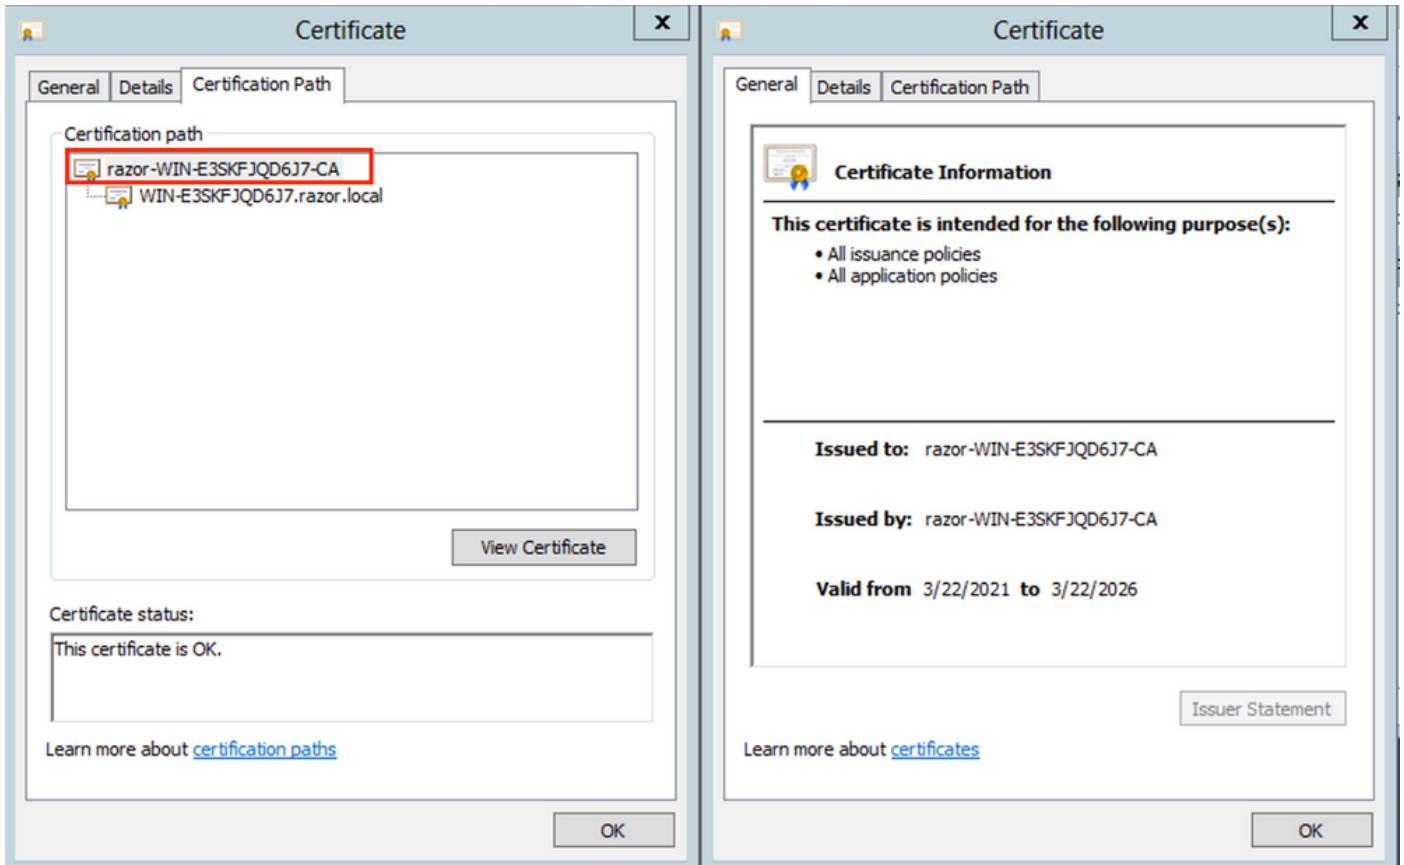 Certificate
x
General
Details
Certification Path
Certification path
razor-WIN-E3SKFJQD6J7-CA
WIN-E3SKFJQD6J7.razor.local
View Certificate
Certificate status:
This certificate is OK.
Learn more about certification paths
OK
Certificate
x
General
Details
Certification Path
Certificate Information
This certificate is intended for the following purpose(s):
• All issuance policies
• All application policies
Issued to: razor-WIN-E3SKFJQD6J7-CA
Issued by: razor-WIN-E3SKFJQD6J7-CA
Valid from 3/22/2021 to 3/22/2026
Issuer Statement
Learn more about certificates
OK